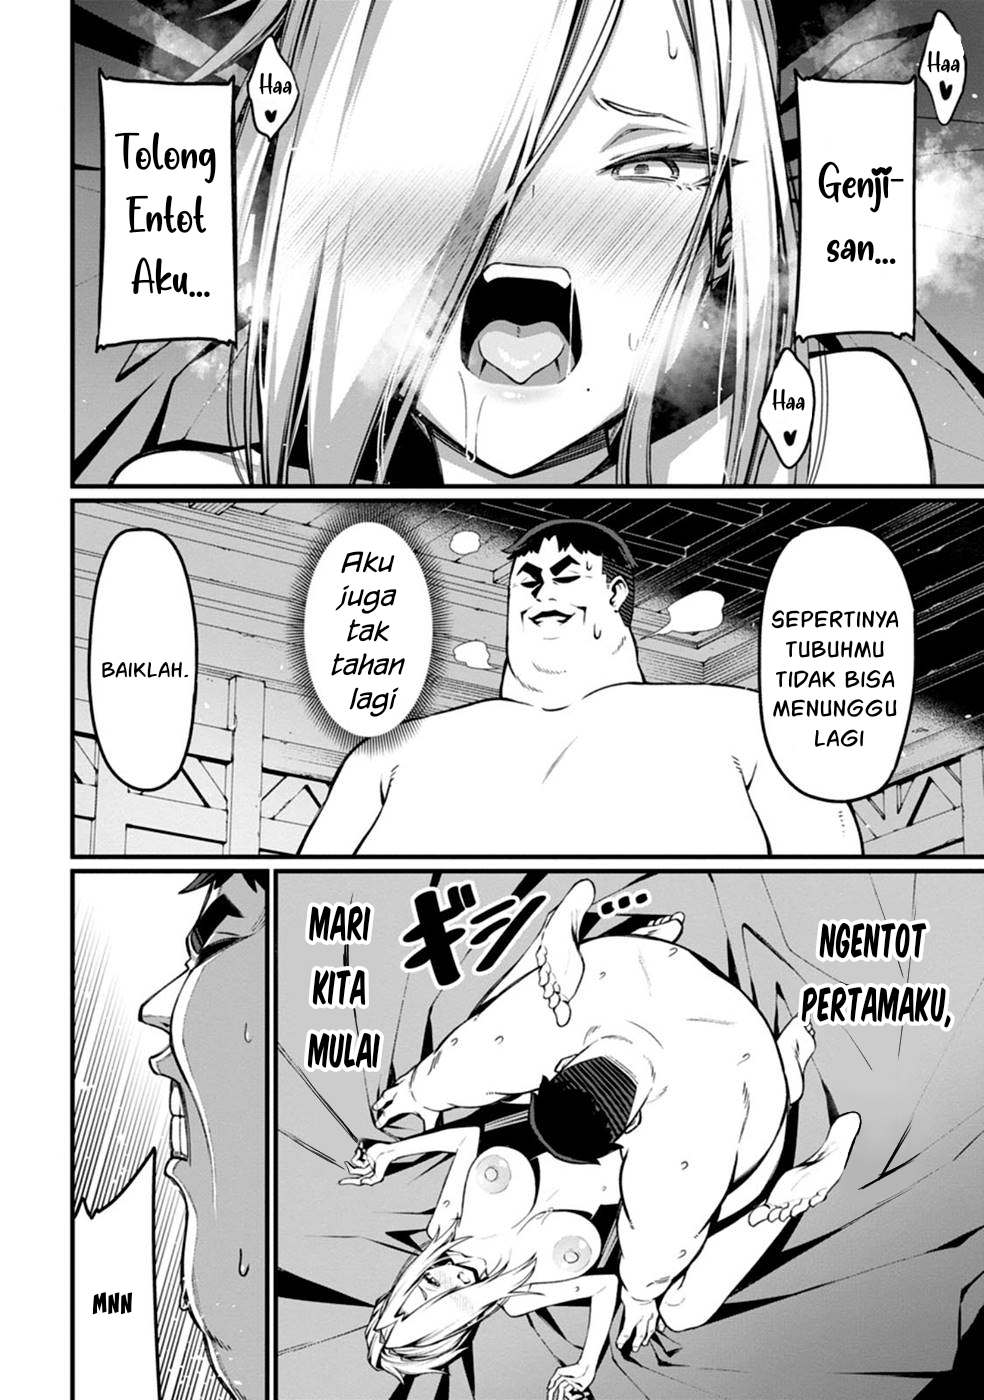 Haa
Genji-
san...
Haa
Haa
Tolong
Entot
Aku...
SEPERTINYA
TUBUHMU
TIDAK BISA
MENUNGGU
LAGI
Aku
juga
tak
tahan
lagi
BAIKLAH.
NGENTOT
PERTAMAKU,
ギシ...
MARI
KITA
MULAI
MNN